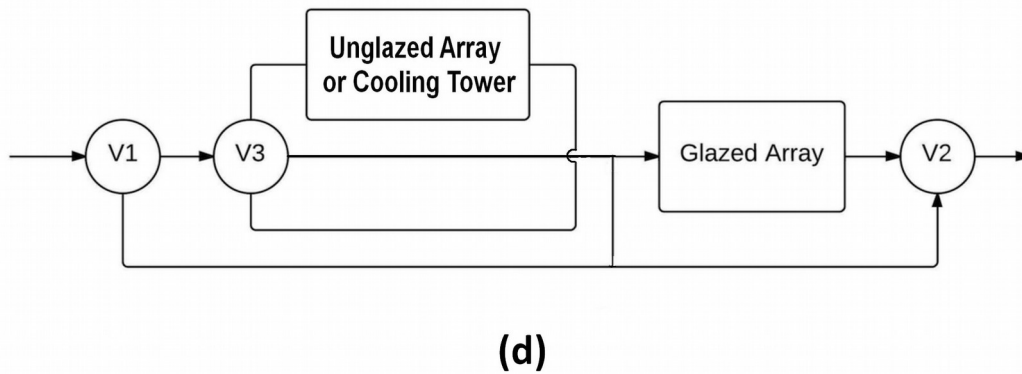 Unglazed Array
or Cooling Tower
V1
V3
Glazed Array
V2
(d)